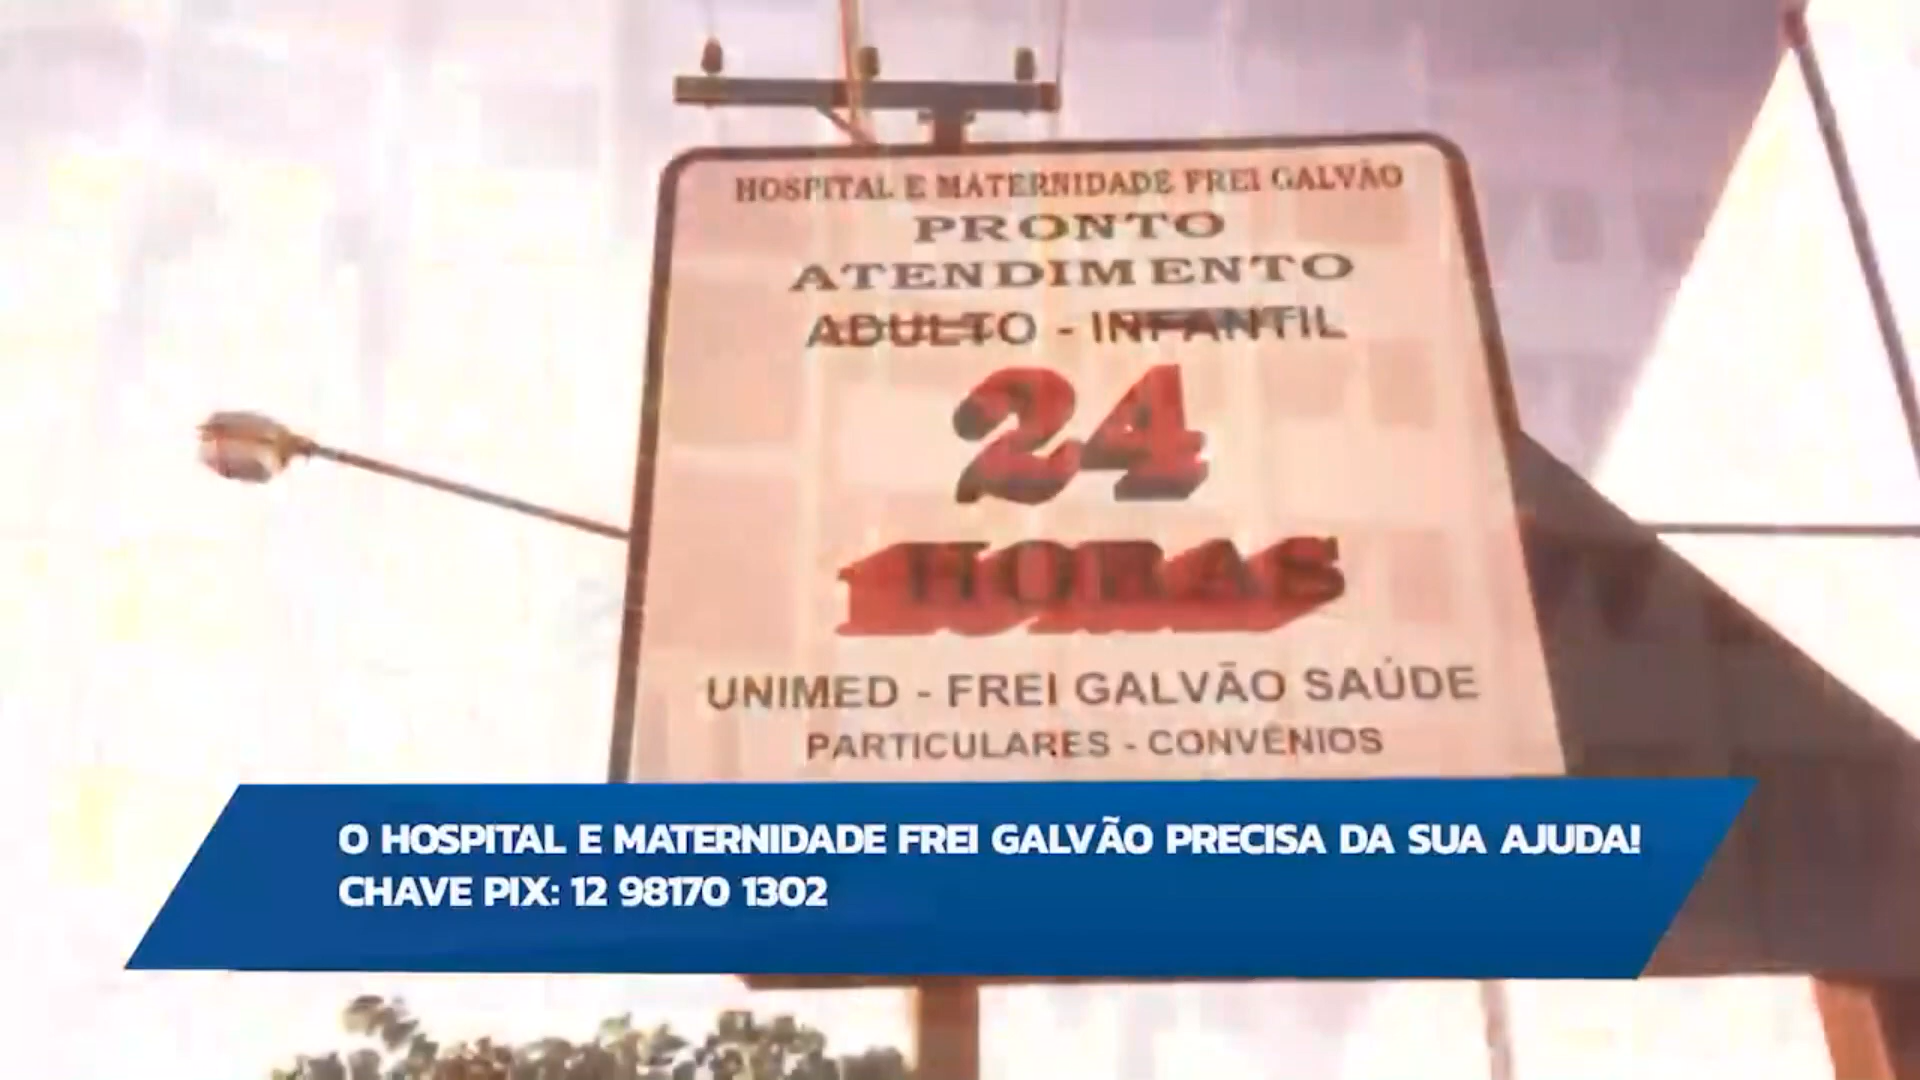 HOSPITAL E MATERNIDADE FREI GALVÃO
PRONTO
ATENDIMENTO
ADULTO - INFANTIL
24
HORAS
UNIMED - FREI GALVÃO SAÚDE
PARTICULARES - CONVÊNIOS
O HOSPITAL E MATERNIDADE FREI GALVÃO PRECISA DA SUA AJUDA!
CHAVE PIX: 12 98170 1302